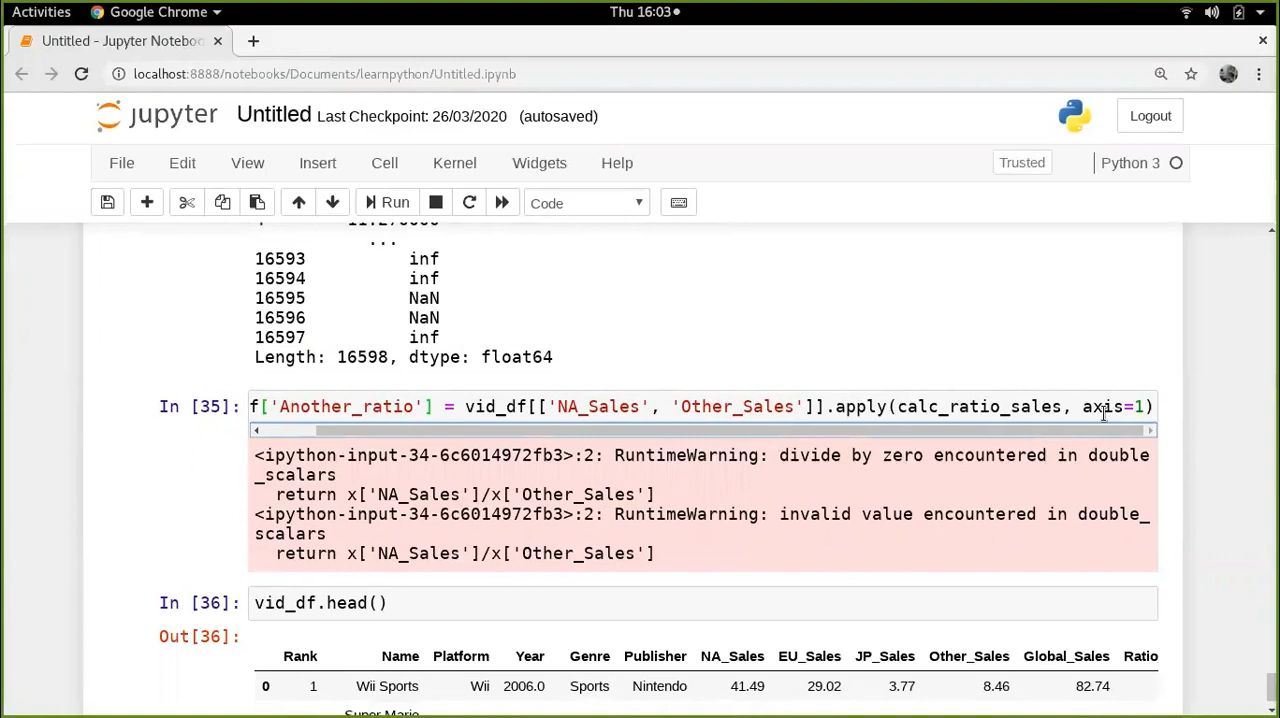 Activities Google Chrome Thu 16:03
Untitled - Jupyter Noteboo
localhost:8888/notebooks/Documents/learnpython/Untitled.ipynb
jupyter Untitled Last Checkpoint: 26/03/2020 (autosaved) Logout
File Edit View Insert Cell Kernel Widgets Help Trusted Python 3
Run Code
...
16593 inf
16594 inf
16595 NaN
16596 NaN
16597 inf
Length: 16598, dtype: float64
In [35]: f['Another_ratio'] = vid_df[['NA_Sales', 'Other_Sales']].apply(calc_ratio_sales, axis=1)
<ipython-input-34-6c6014972fb3>:2: RuntimeWarning: divide by zero encountered in double
_scalars
return x['NA_Sales']/x['Other_Sales']
<ipython-input-34-6c6014972fb3>:2: RuntimeWarning: invalid value encountered in double_
scalars
return x['NA_Sales']/x['Other_Sales']
In [36]: vid_df.head()
Out[36]:
Rank Name Platform Year Genre Publisher NA_Sales EU_Sales JP_Sales Other_Sales Global_Sales Ratio
0 1 Wii Sports Wii 2006.0 Sports Nintendo 41.49 29.02 3.77 8.46 82.74
Super Mario